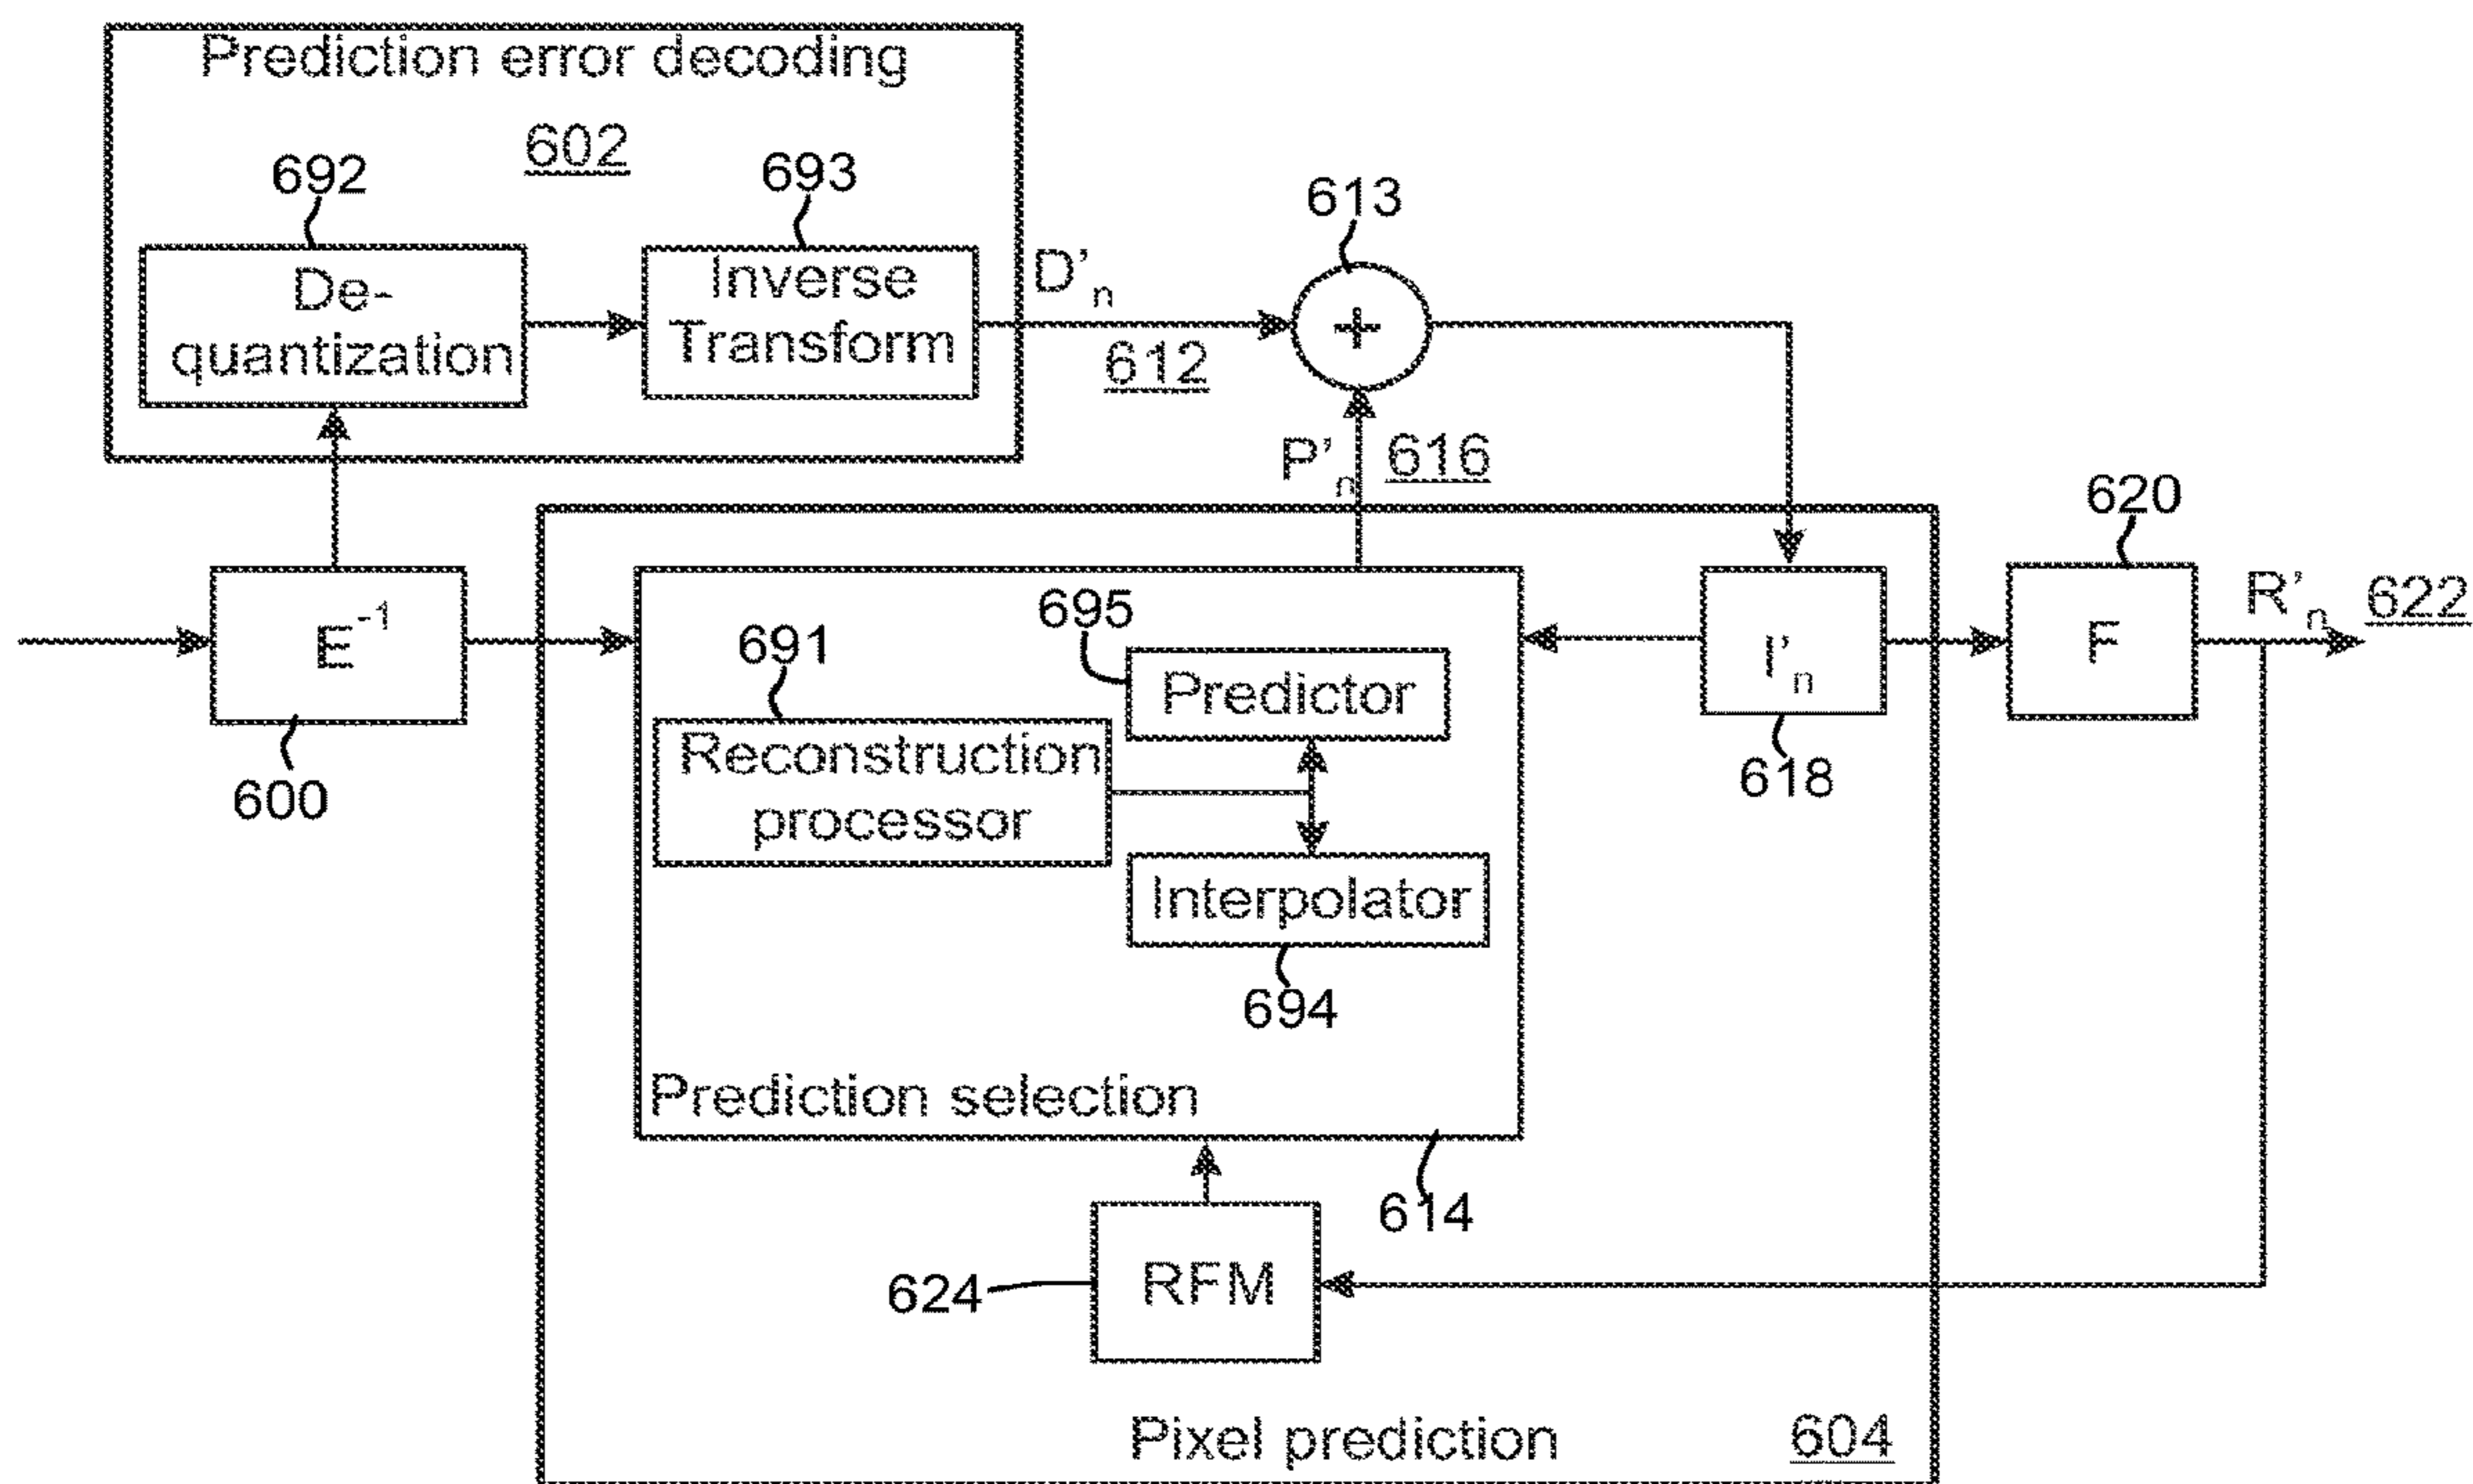 Prediction error decoding
602
692
693
De-
quantization
Inverse
Transform
D'n
612
613
P'n
616
E-1
600
695
Predictor
691
Reconstruction
processor
Interpolator
694
Prediction selection
614
I'n
618
620
F
R'n
622
624
RFM
Pixel prediction
604